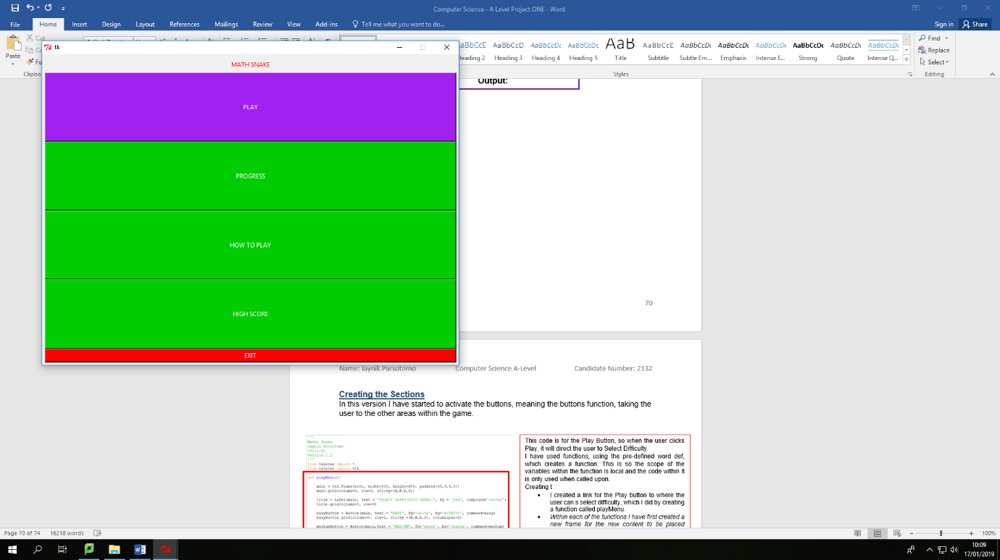 Computer Science - A Level Project ONE - Word
File Home Insert Design Layout References Mailings Review View Add-ins Tell me what you want to do... Sign in Share
Cut
Paste
tk
MATH SNAKE
PLAY
PROGRESS
HOW TO PLAY
HIGH SCORE
EXIT
AaBbCcDc AaBbCcDc AaBbCcDc AaB AaBbCcD AaBbCcDt AaBbCcDt AaBbCcDt AaBbCcDc AaBbCcDt AaBbCcDt
Heading 2 Heading 3 Heading 4 Heading 5 Title Subtitle Subtle Em... Emphasis Intense E... Strong Quote Intense Q...
Styles
Find
Replace
Select
Editing
Output:
70
Name: Jaynik Parsotomo Computer Science A-Level Candidate Number: 2132
Creating the Sections
In this version I have started to activate the buttons, meaning the buttons function, taking the
user to the other areas within the game.
'''
Maths Snake
Jaynik Parsotomo
09/11/18
Version 1.2
'''
from tkinter import *
from tkinter import ttk
def playMenu():
main = ttk.Frame(root, width=800, height=600, padding=(5,5,5,5))
main.grid(column=0, row=0, sticky=(N,W,E,S))
title = Label(main, text = "SELECT DIFFICULTY LEVEL:", fg = "red", compound='center')
title.grid(column=0, row=0)
easyButton = Button(main, text = "EASY", fg='white', command=easy)
easyButton.grid(column=0, row=1, sticky =(N,W,E,S), columnspan=2)
mediumButton = Button(main,text = "MEDIUM", fg='white', bg='orange', command=medium)
This code is for the Play Button, so when the user clicks
Play, it will direct the user to Select Difficulty.
I have used functions, using the pre-defined word def,
which creates a function. This is so the scope of the
variables within the function is local and the code within it
is only used when called upon.
Creating t
• I created a link for the Play button to where the
user can s select difficulty, which I did by creating
a function called playMenu.
• Within each of the functions I have first created a
new frame for the new content to be placed
Page 70 of 74 16218 words 100%
10:09
17/01/2019